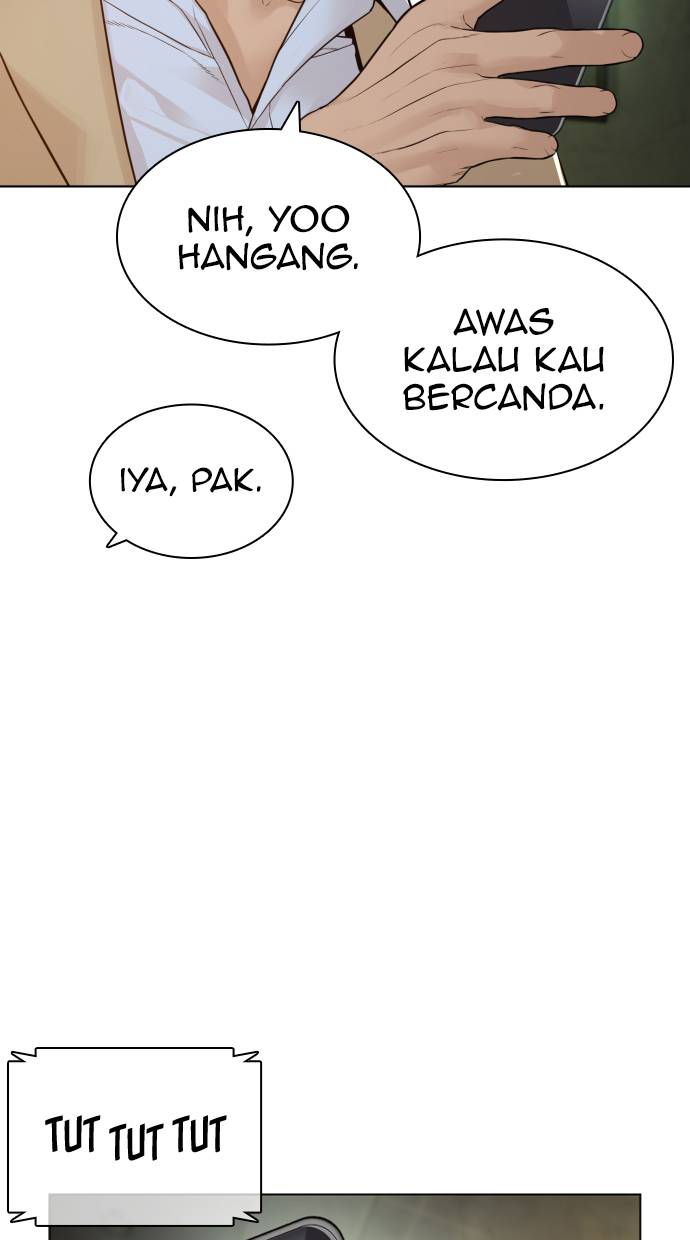 NIH, YOO
HANGANG.
AWAS
KALAU KAU
BERCANDA.
IYA, PAK.
TUT TUT TUT